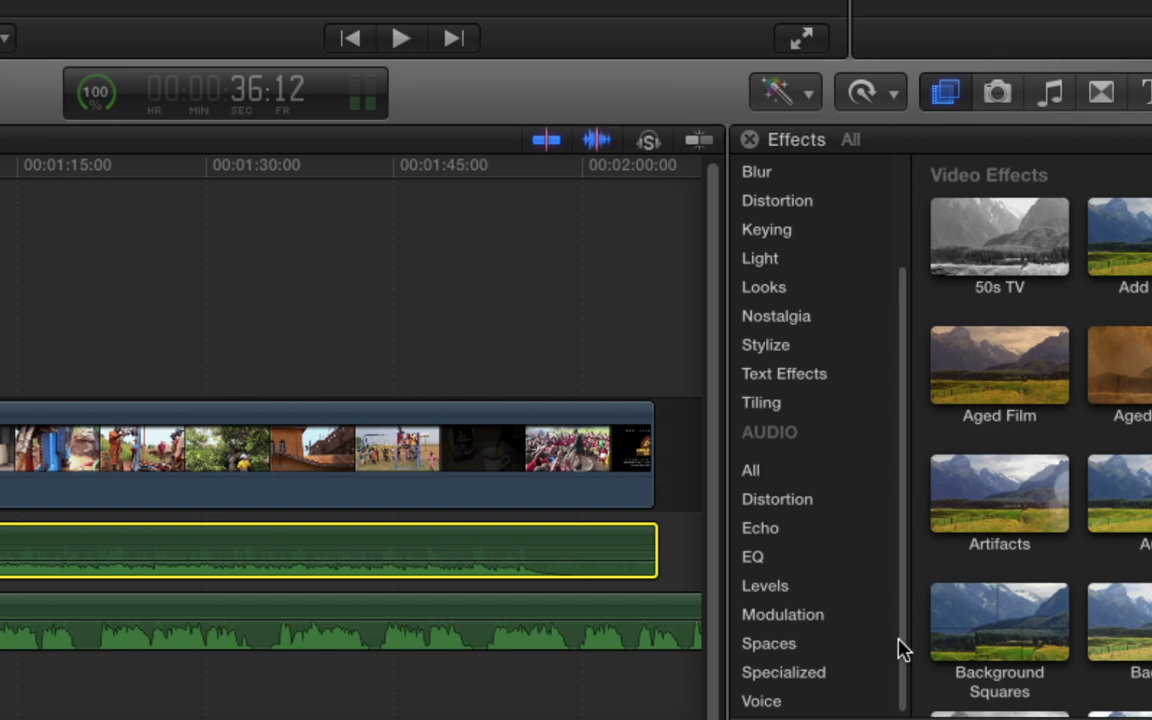 100
%
00:00:36:12
HR MIN SEC FR
Effects All
00:01:15:00 00:01:30:00 00:01:45:00 00:02:00:00
Blur
Distortion
Keying
Light
Looks
Nostalgia
Stylize
Text Effects
Tiling
AUDIO
All
Distortion
Echo
EQ
Levels
Modulation
Spaces
Specialized
Voice
Video Effects
50s TV
Add
Aged Film
Aged
Artifacts
Background
Squares